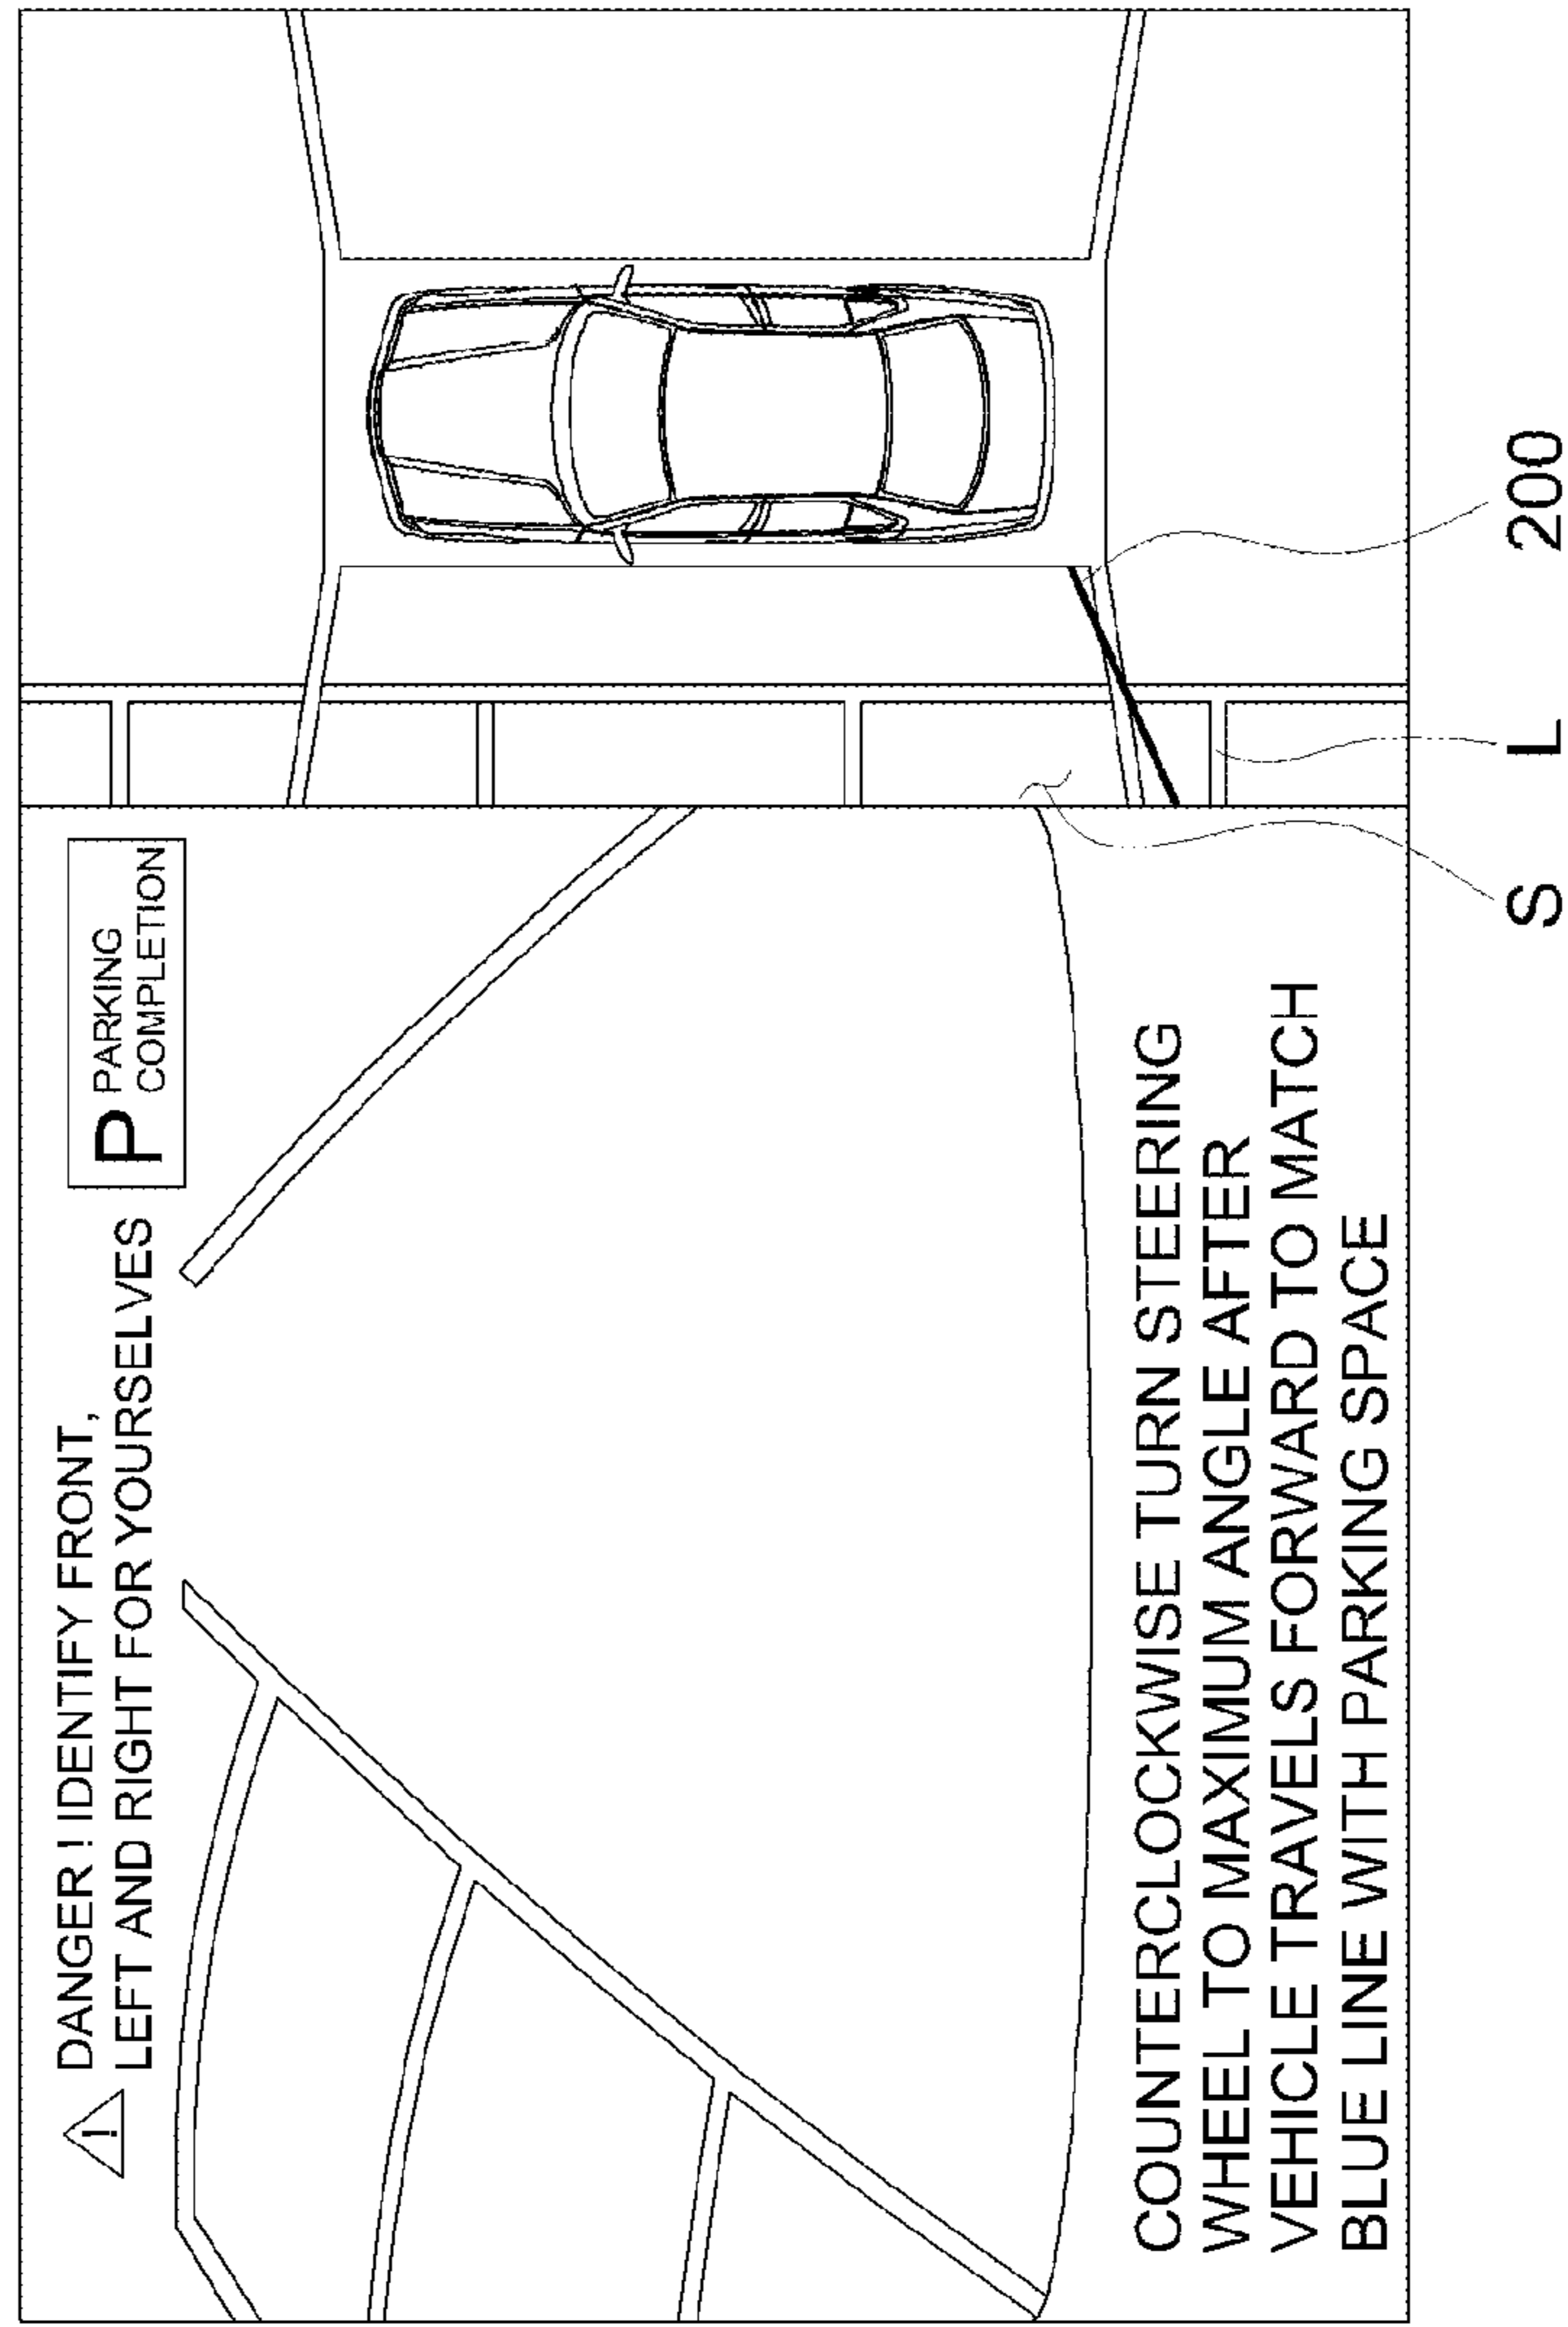 DANGER ! IDENTIFY FRONT,
LEFT AND RIGHT FOR YOURSELVES
P PARKING
COMPLETION
COUNTERCLOCKWISE TURN STEERING
WHEEL TO MAXIMUM ANGLE AFTER
VEHICLE TRAVELS FORWARD TO MATCH
BLUE LINE WITH PARKING SPACE
S
L
200